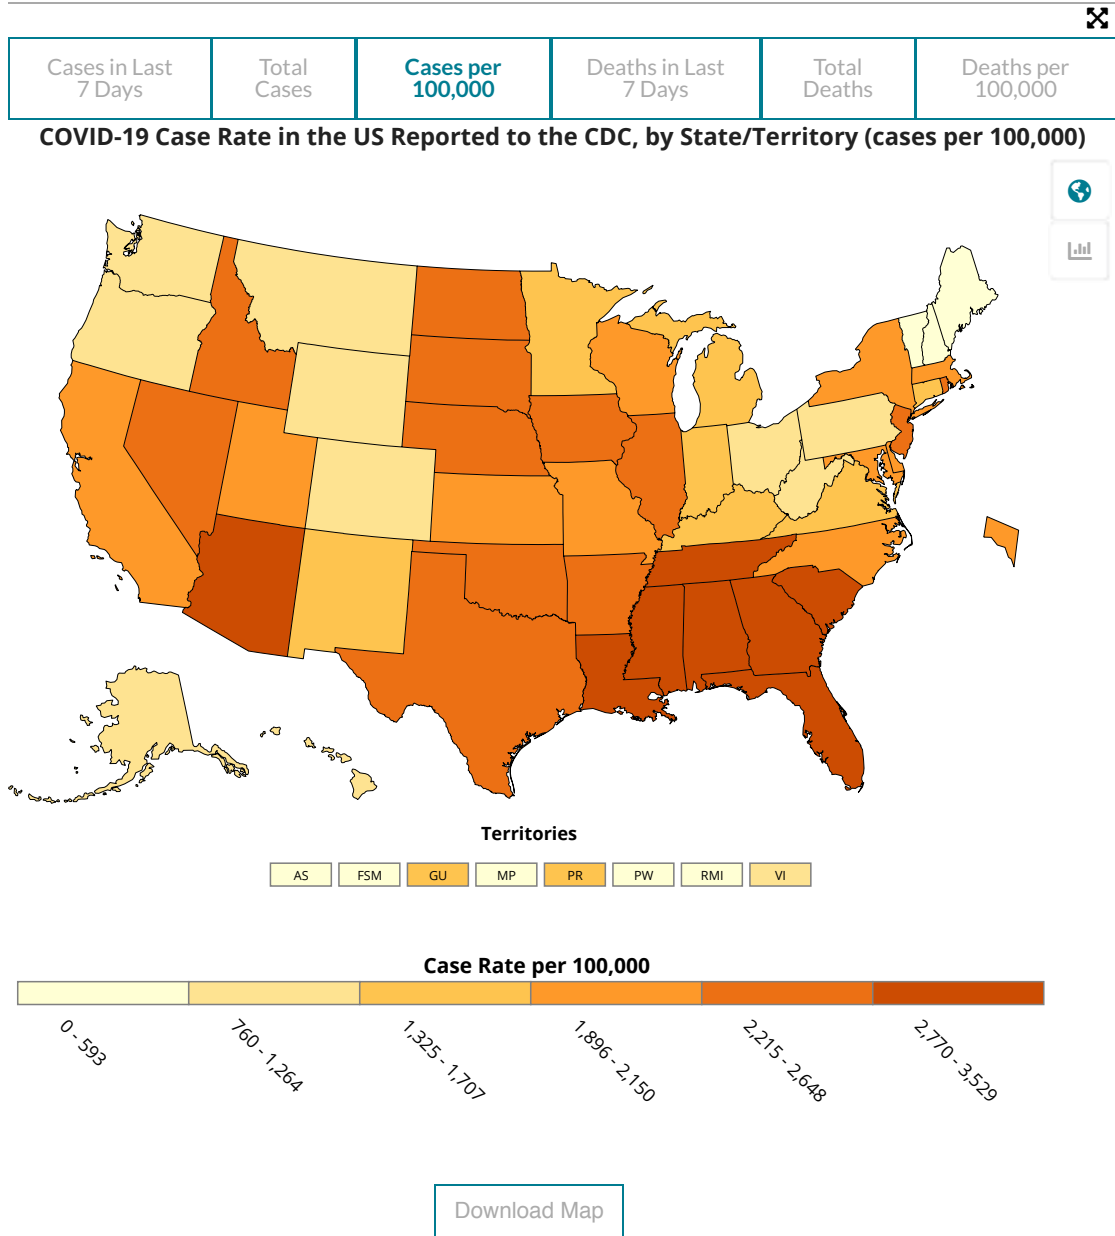 Cases in Last
7 Days
Total
Cases
Cases per
100,000
Deaths in Last
7 Days
Total
Deaths
Deaths per
100,000
COVID-19 Case Rate in the US Reported to the CDC, by State/Territory (cases per 100,000)
Territories
AS
FSM
GU
MP
PR
PW
RMI
VI
Case Rate per 100,000
0 - 593
760 - 1,264
1,325 - 1,707
1,896 - 2,150
2,215 - 2,648
2,770 - 3,529
Download Map